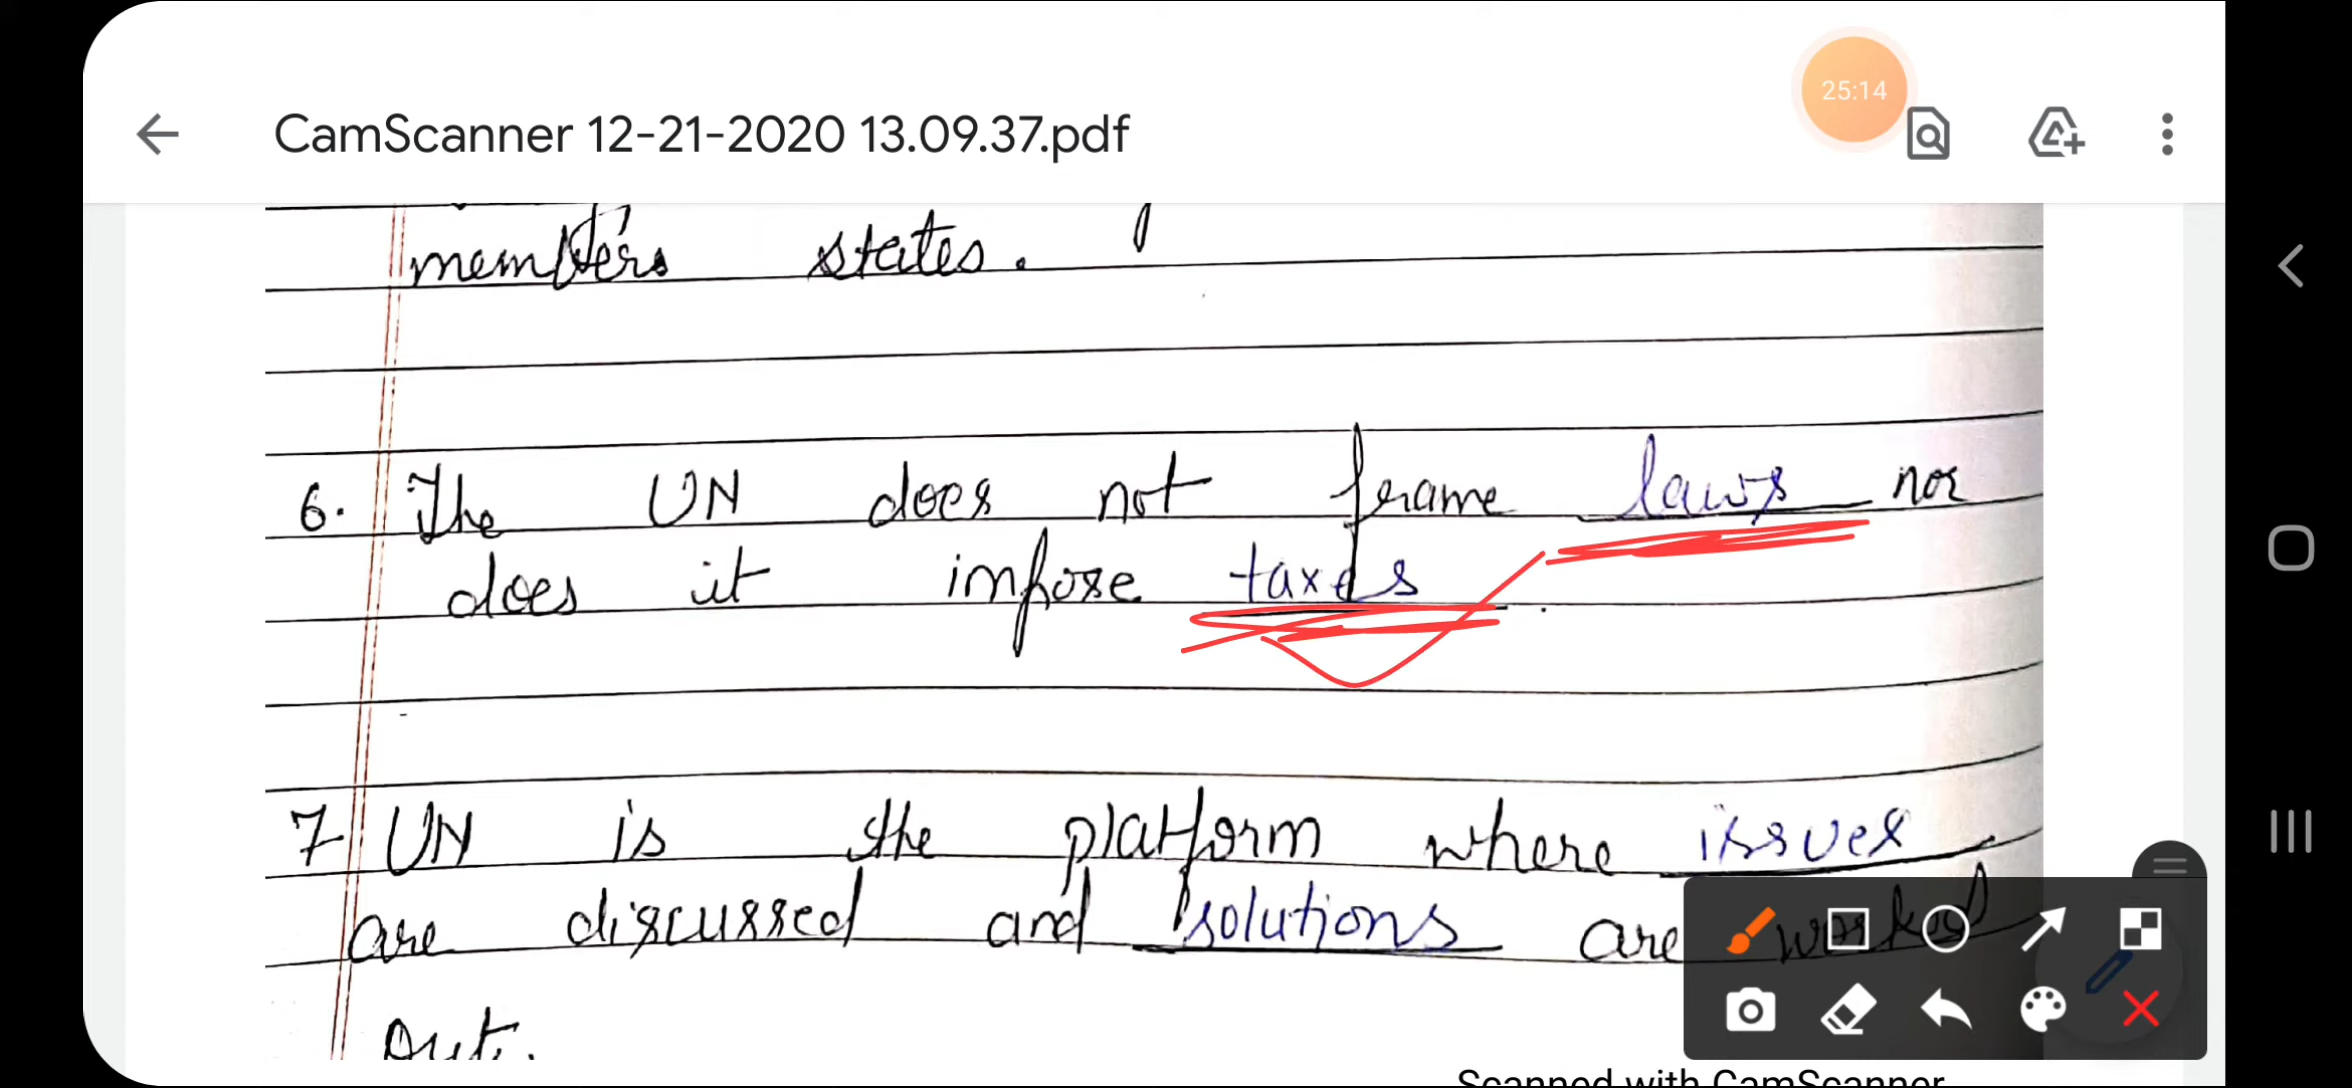 25:14
CamScanner 12-21-2020 13.09.37.pdf
members states.
6. The UN does not frame laws nor
does it impose taxes.
7 UN is the platform where issues
are discussed and solutions are worked
out.
Scanned with CamScanner